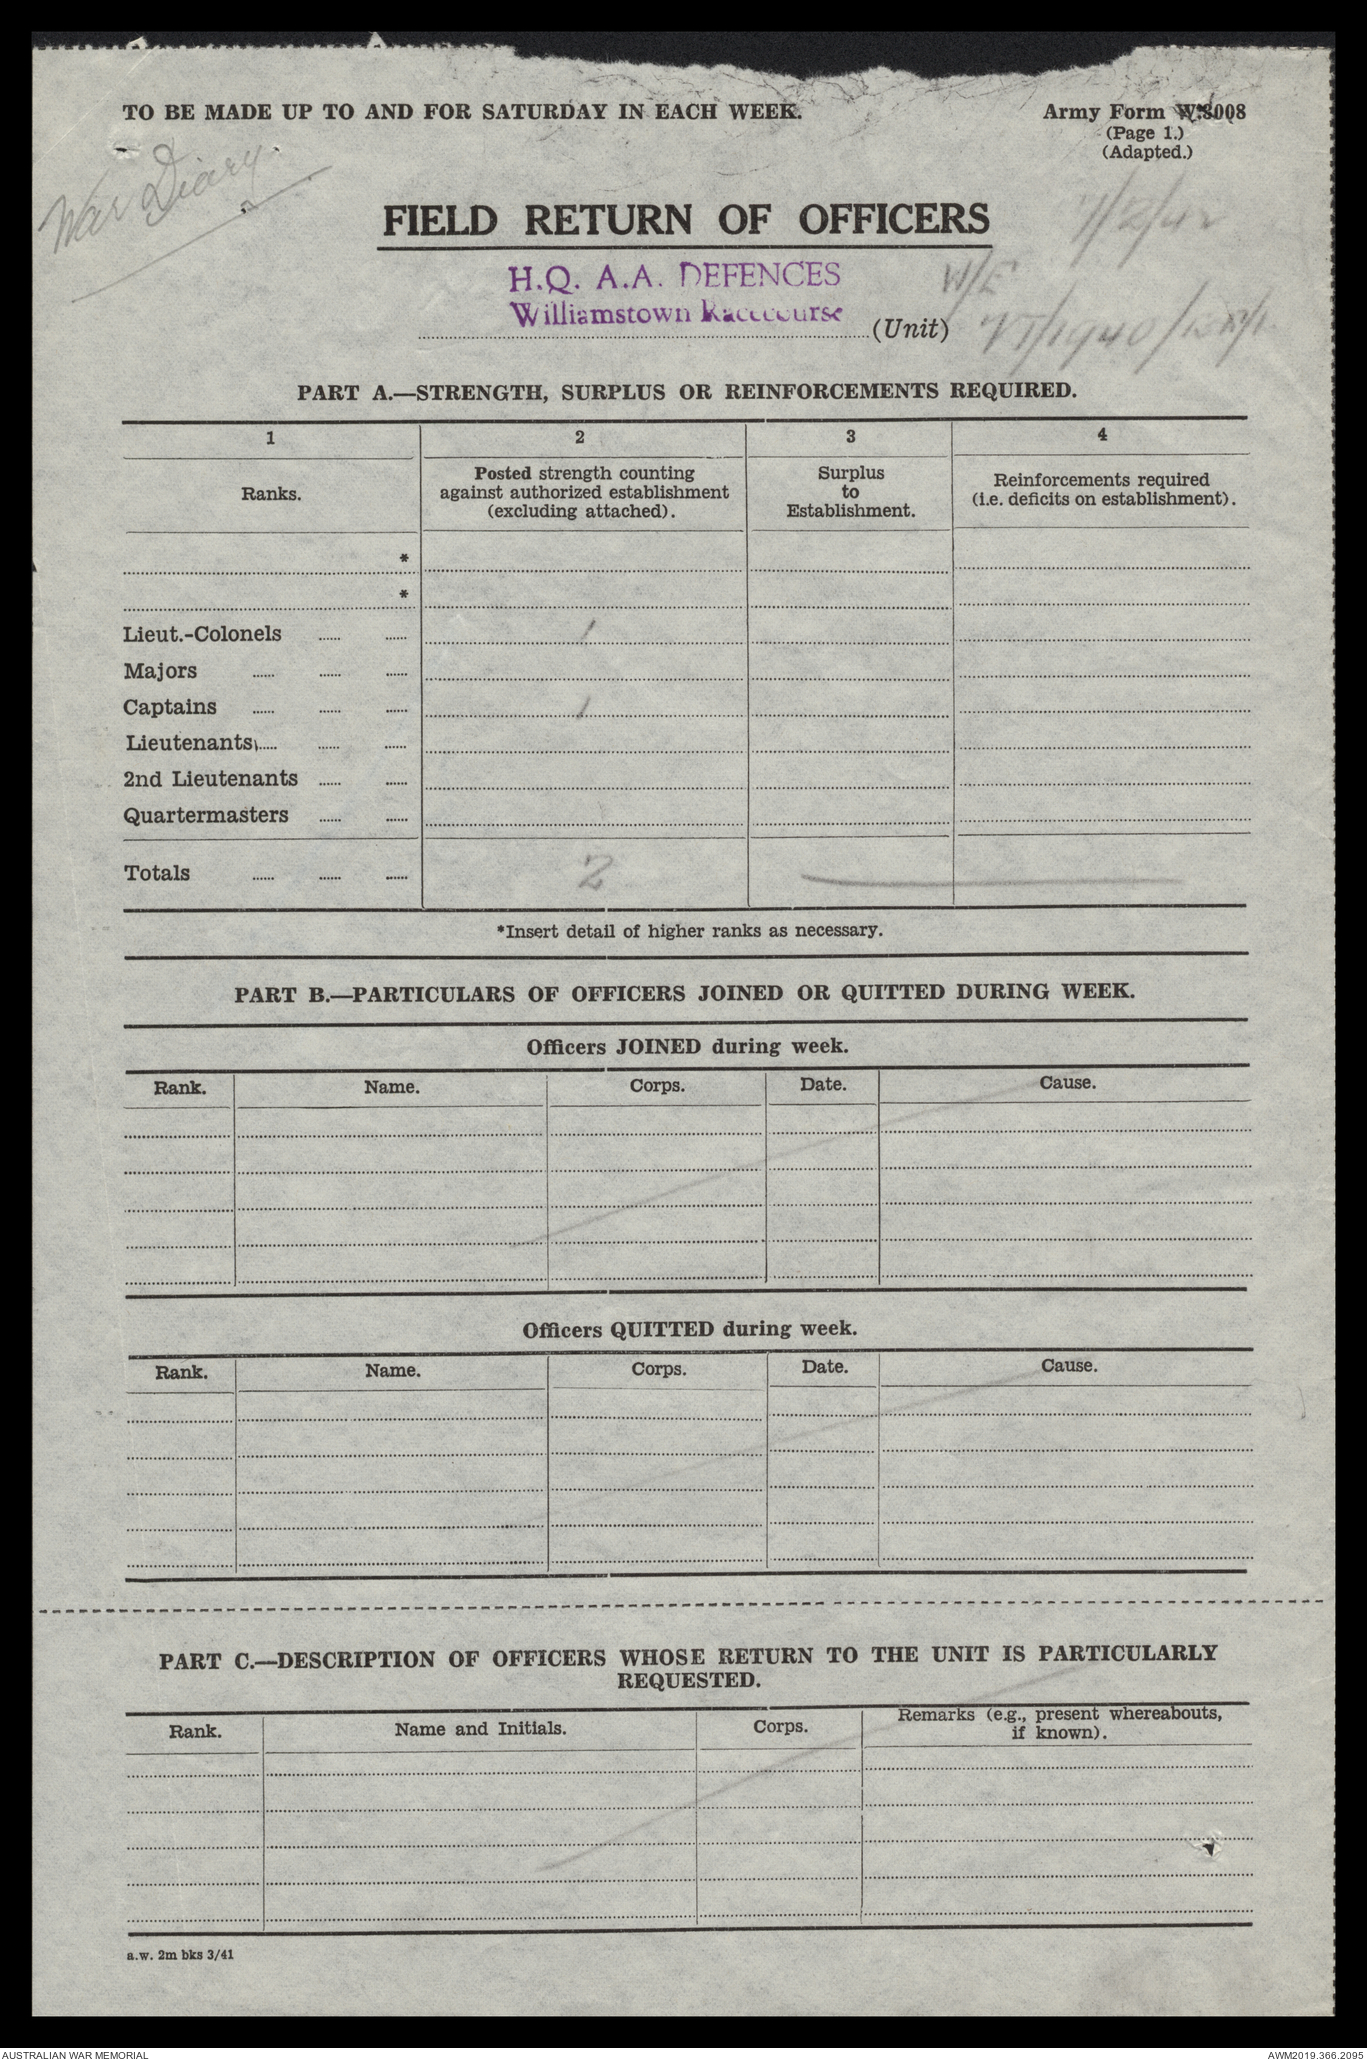 TO BE MADE UP TO AND FOR SATURDAY IN EACH WEEK.
Army Form W.3008
(Page 1.)
(Adapted.)
War Diary
FIELD RETURN OF OFFICERS
7/2/42
H.Q. A.A. DEFENCES
W/E
Williamstown Racecourse
(Unit)
PART A.—STRENGTH, SURPLUS OR REINFORCEMENTS REQUIRED.
1 2 3 4
Ranks.
Posted strength counting
against authorized establishment
(excluding attached).
Surplus
to
Establishment.
Reinforcements required
(i.e. deficits on establishment).
*
*
Lieut.-Colonels ...... ...... 1
Majors ...... ...... ......
Captains ...... ...... ...... 1
Lieutenants ...... ...... ......
2nd Lieutenants ...... ......
Quartermasters ...... ......
Totals ...... ...... ...... 2
*Insert detail of higher ranks as necessary.
PART B.—PARTICULARS OF OFFICERS JOINED OR QUITTED DURING WEEK.
Officers JOINED during week.
Rank. Name. Corps. Date. Cause.
Officers QUITTED during week.
Rank. Name. Corps. Date. Cause.
PART C.—DESCRIPTION OF OFFICERS WHOSE RETURN TO THE UNIT IS PARTICULARLY
REQUESTED.
Rank. Name and Initials. Corps.
Remarks (e.g., present whereabouts,
if known).
a.w. 2m bks 3/41
AUSTRALIAN WAR MEMORIAL
AWM2019.366.2095